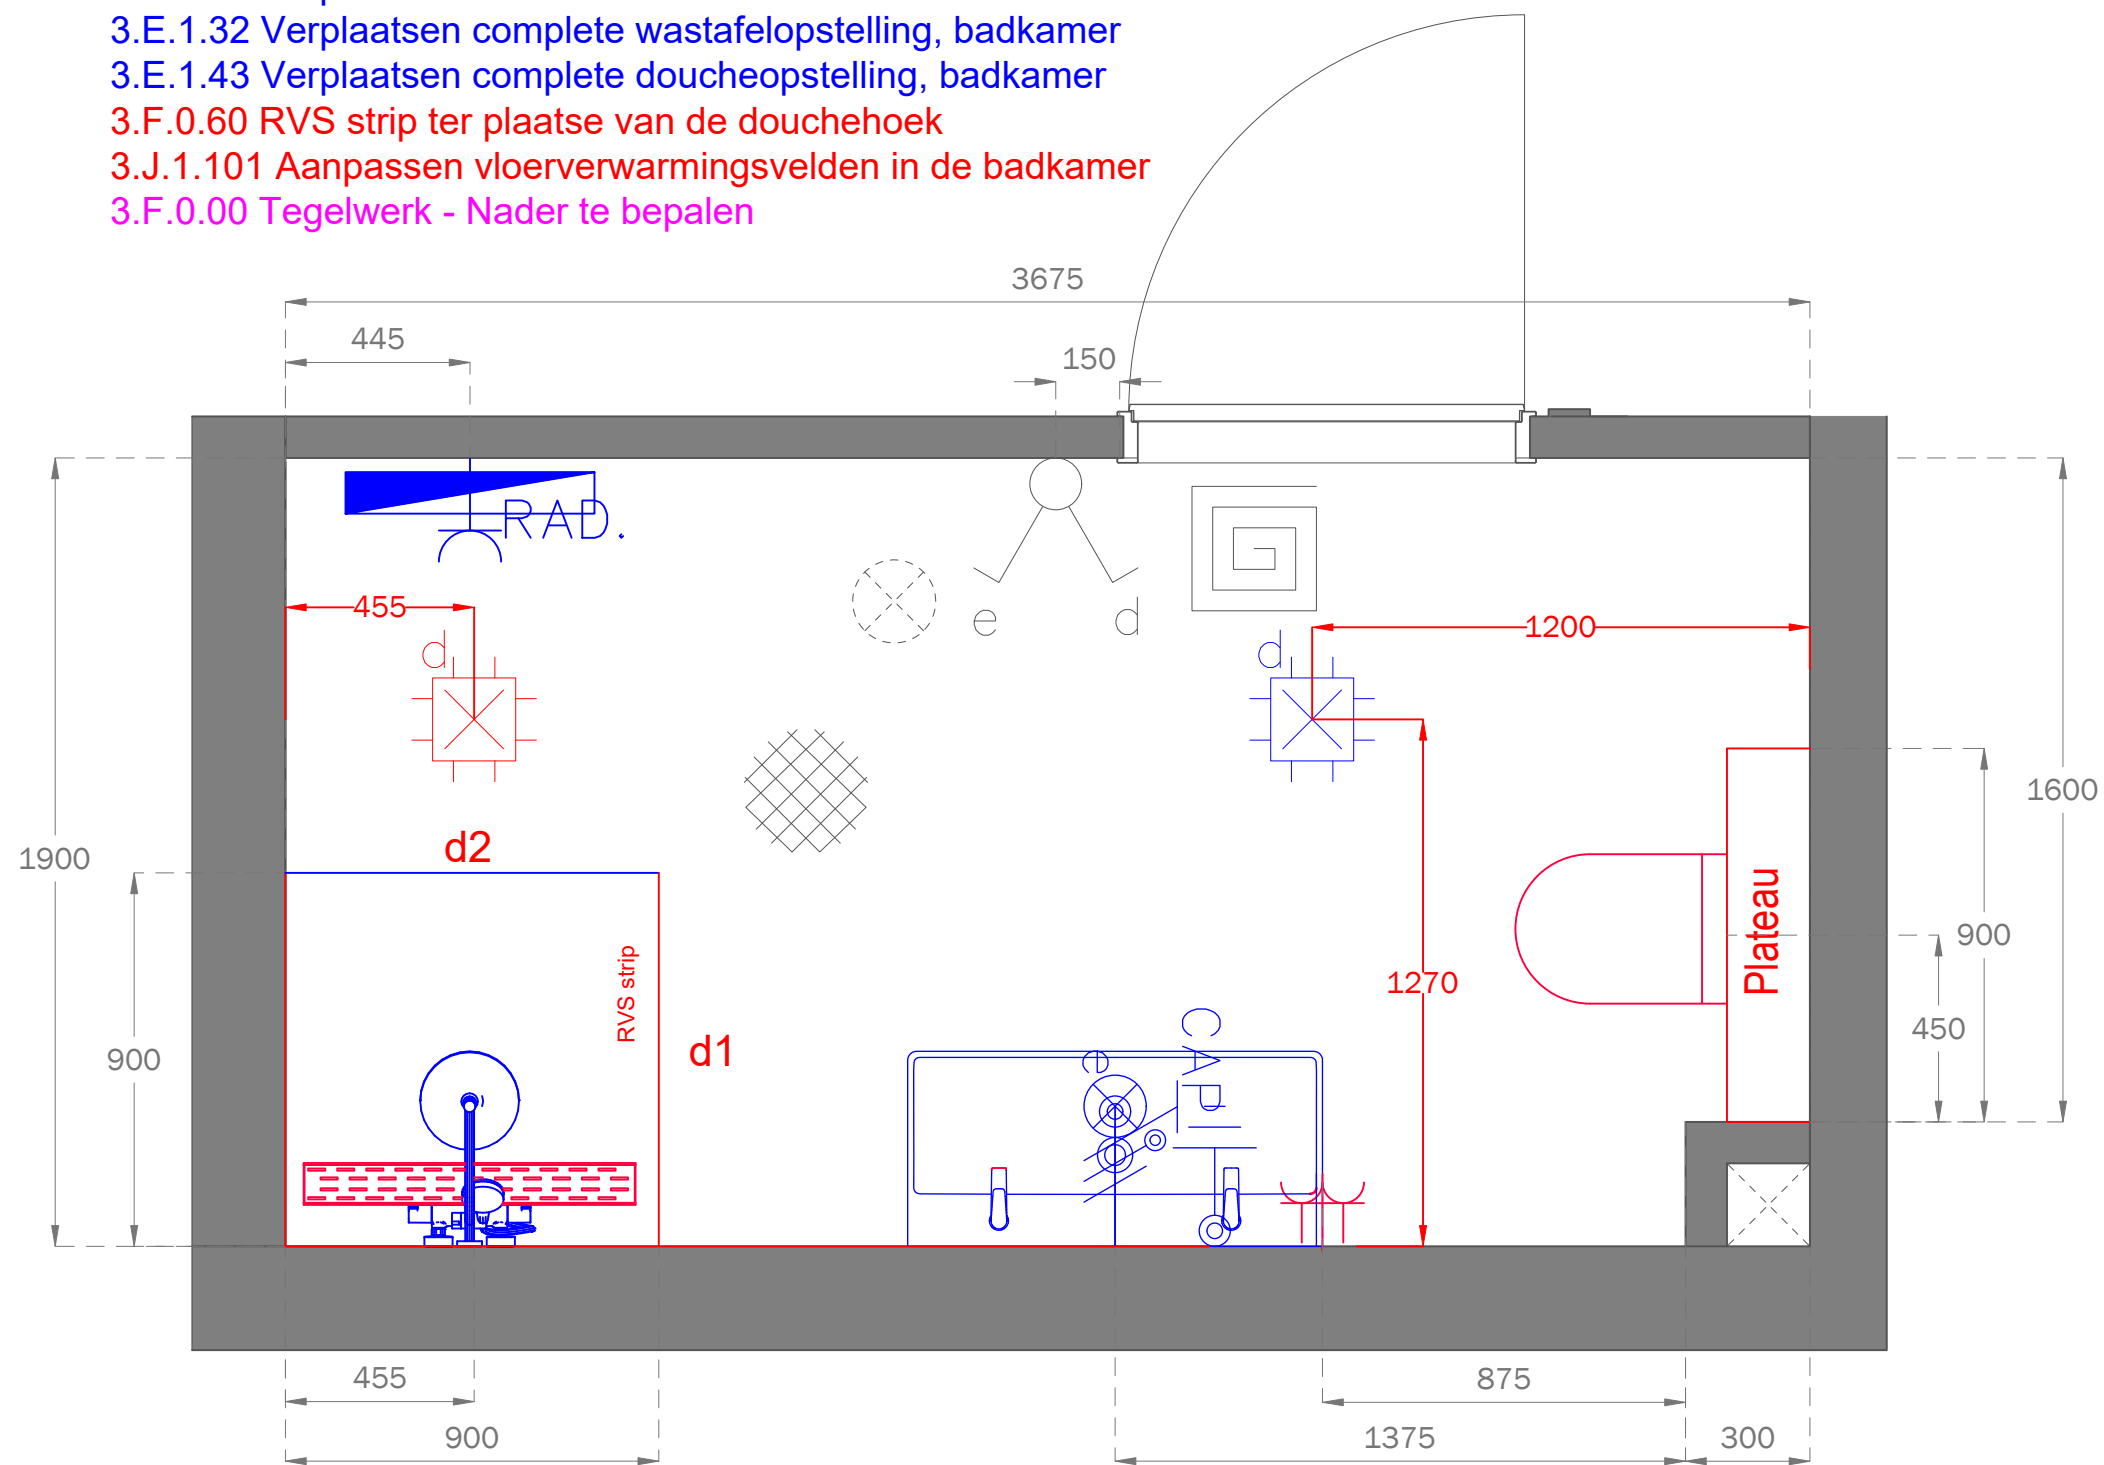 3.E.1.32 Verplaatsen complete wastafelopstelling, badkamer
3.E.1.43 Verplaatsen complete doucheopstelling, badkamer
3.F.0.60 RVS strip ter plaatse van de douchehoek
3.J.1.101 Aanpassen vloerverwarmingsvelden in de badkamer
3.F.0.00 Tegelwerk - Nader te bepalen
3675
445
150
RAD.
455
e
d
1200
d
d
1600
1900
d2
Plateau
900
RVS strip
1270
450
900
d1
e
CAP
455
875
900
1375
300